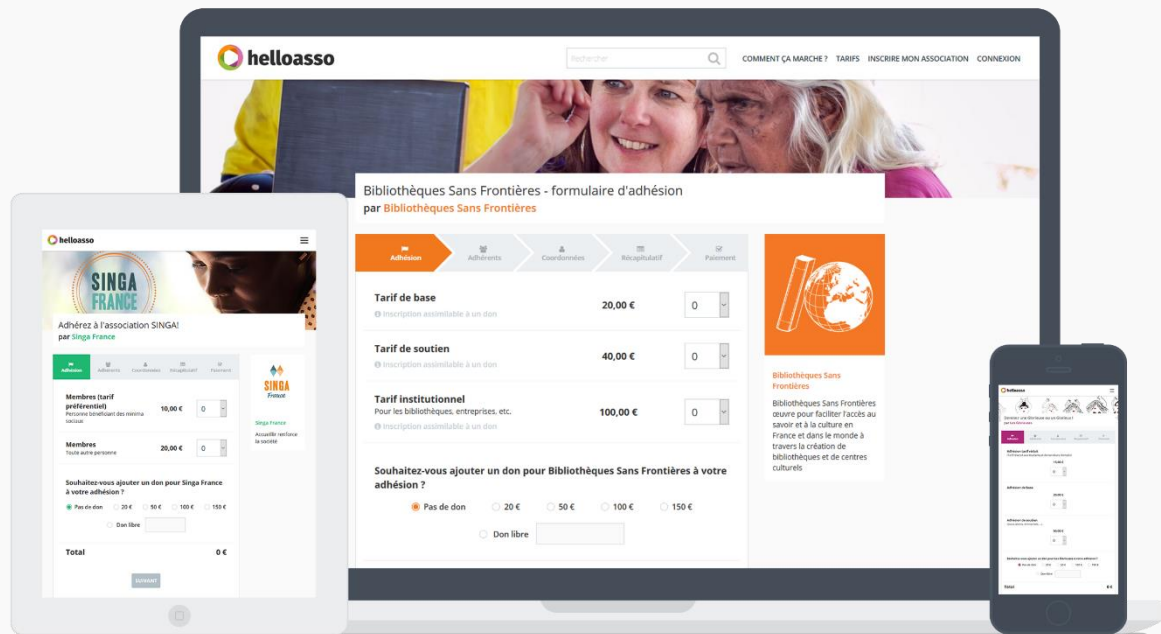 helloasso
Rechercher
COMMENT ÇA MARCHE ?
TARIFS
INSCRIRE MON ASSOCIATION
CONNEXION
Bibliothèques Sans Frontières - formulaire d'adhésion
par Bibliothèques Sans Frontières
Adhésion
Adhérents
Coordonnées
Récapitulatif
Paiement
Tarif de base
Inscription assimilable à un don
20,00 €
0
Tarif de soutien
Inscription assimilable à un don
40,00 €
0
Tarif institutionnel
Pour les bibliothèques, entreprises, etc.
Inscription assimilable à un don
100,00 €
0
Souhaitez-vous ajouter un don pour Bibliothèques Sans Frontières à votre
adhésion ?
Pas de don
20 €
50 €
100 €
150 €
Don libre
Bibliothèques Sans
Frontières
Bibliothèques Sans Frontières
œuvre pour faciliter l'accès au
savoir et à la culture en
France et dans le monde à
travers la création de
bibliothèques et de centres
culturels
helloasso
SINGA
FRANCE
Adhérez à l'association SINGA!
par Singa France
Adhésion
Adhérents
Coordonnées
Récapitulatif
Paiement
Membres (tarif
préférentiel)
Personne bénéficiant des minima
sociaux
10,00 €
0
Membres
Toute autre personne
20,00 €
0
Souhaitez-vous ajouter un don pour Singa France
à votre adhésion ?
Pas de don
20 €
50 €
100 €
150 €
Don libre
Total
0 €
SUIVANT
SINGA
France
Singa France
Accueillir renforce
la société
helloasso
Total
0 €